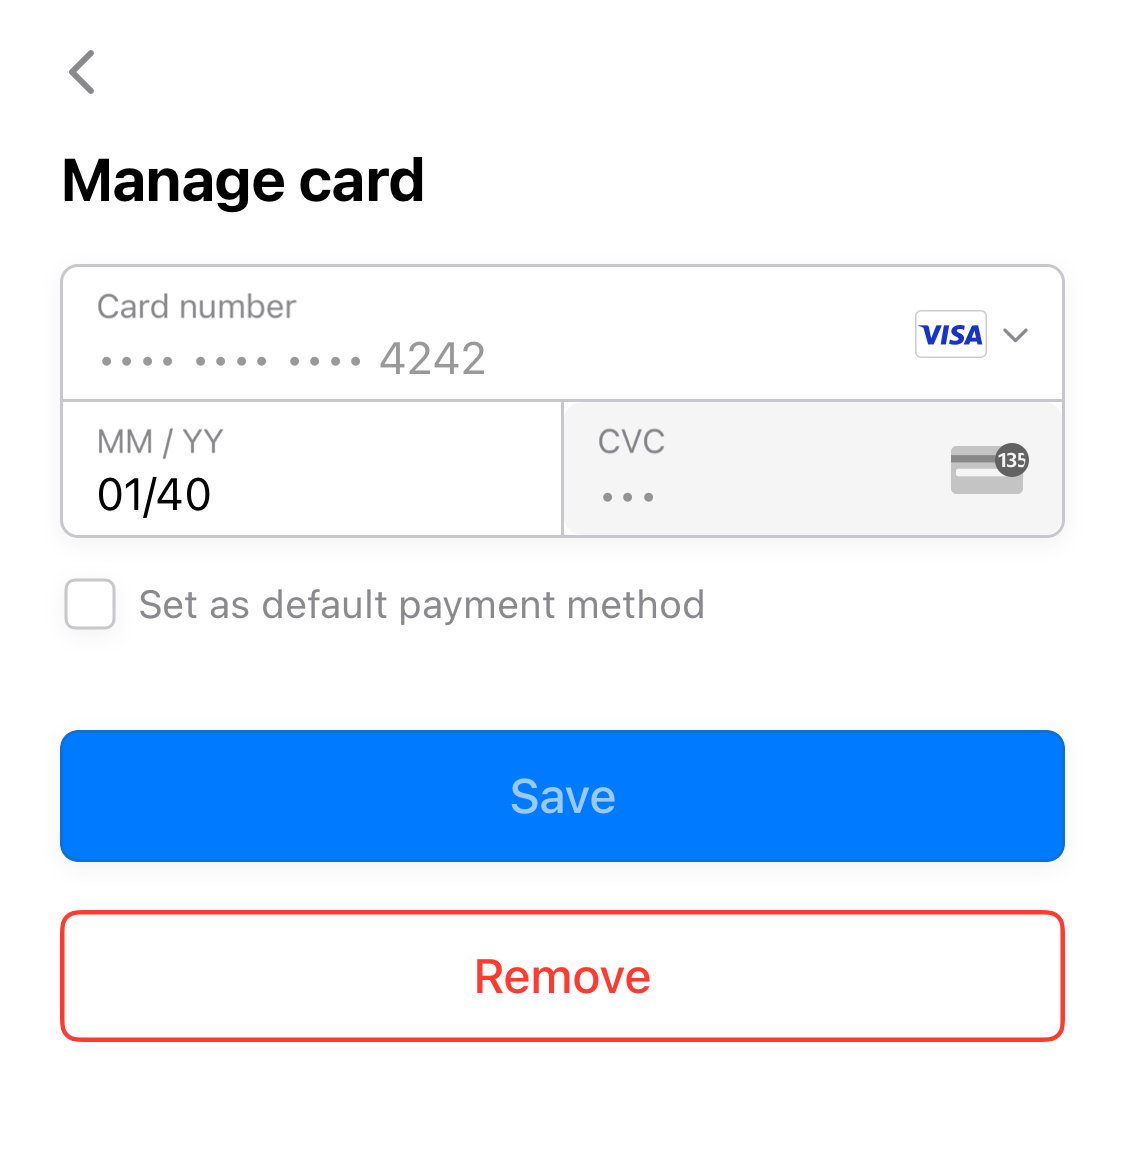 Manage card
Card number
•••• •••• •••• 4242
VISA
MM / YY
01/40
CVC
•••
135
Set as default payment method
Save
Remove